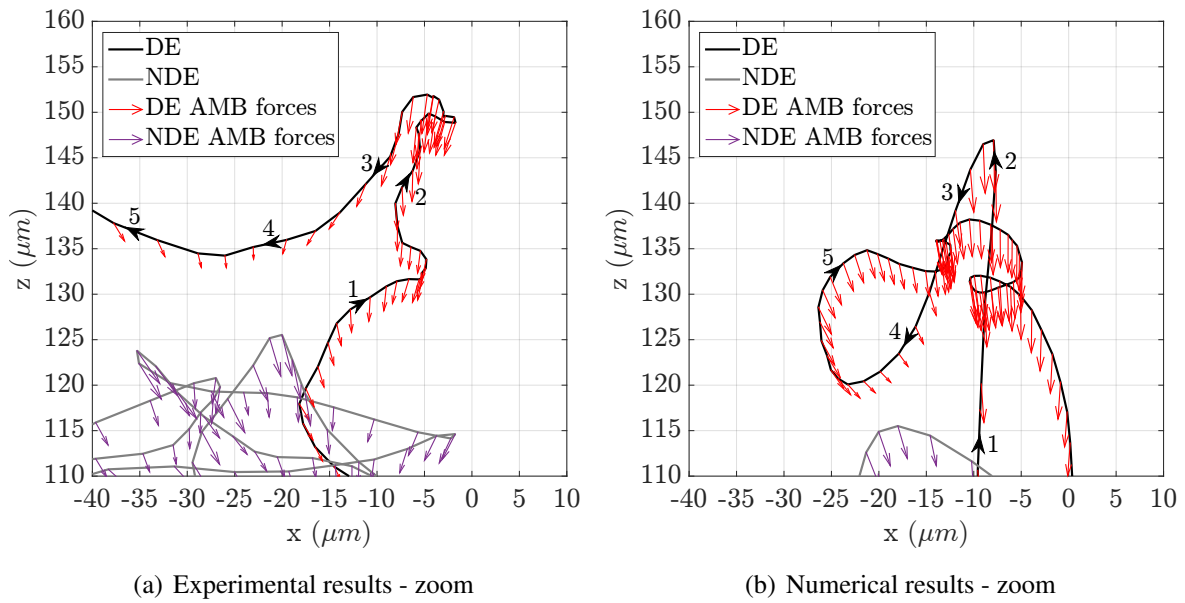 160
155
150
145
140
135
130
125
120
115
110
z (μm)
DE
NDE
DE AMB forces
NDE AMB forces
3
2
5
4
1
-40 -35 -30 -25 -20 -15 -10 -5 0 5 10
x (μm)
(a) Experimental results - zoom
160
155
150
145
140
135
130
125
120
115
110
z (μm)
DE
NDE
DE AMB forces
NDE AMB forces
2
3
5
4
1
-40 -35 -30 -25 -20 -15 -10 -5 0 5 10
x (μm)
(b) Numerical results - zoom